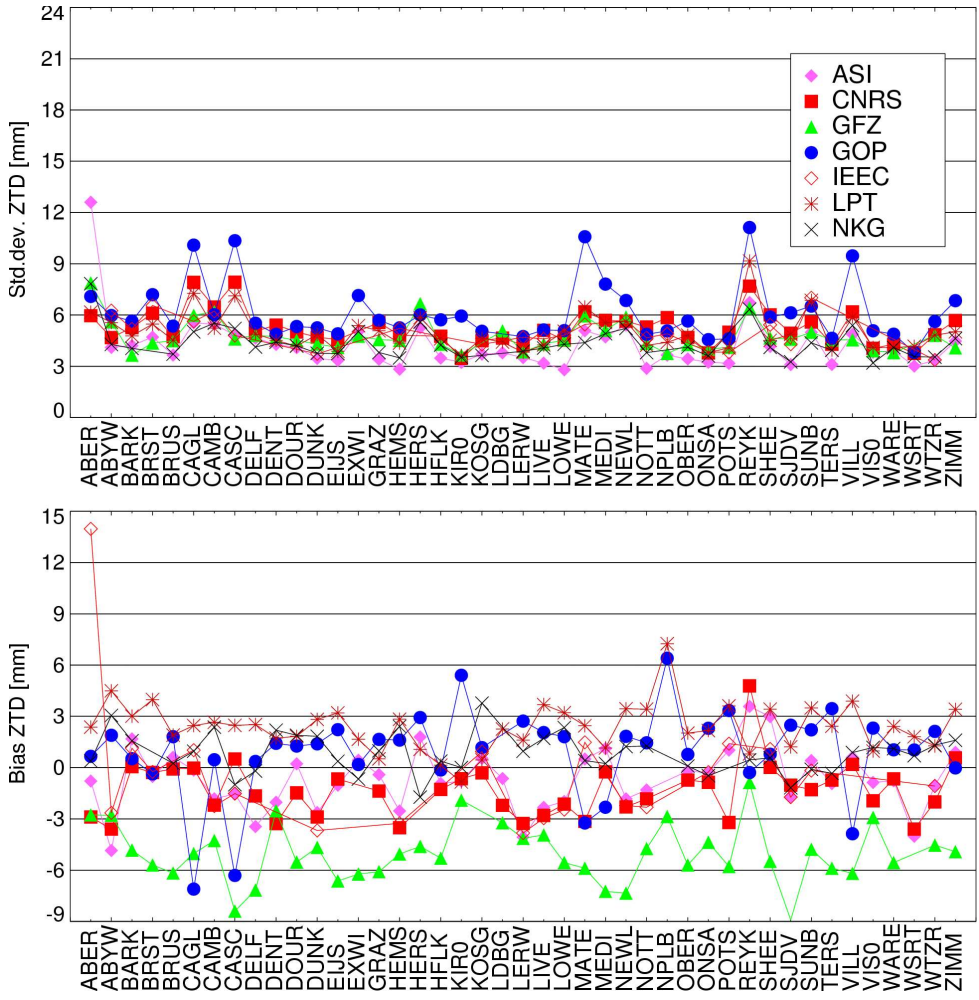 24
21
18
15
12
9
6
3
0
Std.dev. ZTD [mm]
ASI
CNRS
GFZ
GOP
IEEC
LPT
NKG
ABER
ABYW
BARK
BRST
BRUS
CAGL
CAMB
CASC
DELF
DENT
DOUR
DUNK
EIJS
EXWI
GRAZ
HEMS
HERS
HFLK
KIR0
KOSG
LDBG
LERW
LIVE
LOWE
MATE
MEDI
NEWL
NOTT
NPLB
OBER
ONSA
POTS
REYK
SHEE
SJDV
SUNB
TERS
VILL
VIS0
WARE
WSRT
WTZR
ZIMM
15
12
9
6
3
0
-3
-6
-9
Bias ZTD [mm]
ABER
ABYW
BARK
BRST
BRUS
CAGL
CAMB
CASC
DELF
DENT
DOUR
DUNK
EIJS
EXWI
GRAZ
HEMS
HERS
HFLK
KIR0
KOSG
LDBG
LERW
LIVE
LOWE
MATE
MEDI
NEWL
NOTT
NPLB
OBER
ONSA
POTS
REYK
SHEE
SJDV
SUNB
TERS
VILL
VIS0
WARE
WSRT
WTZR
ZIMM